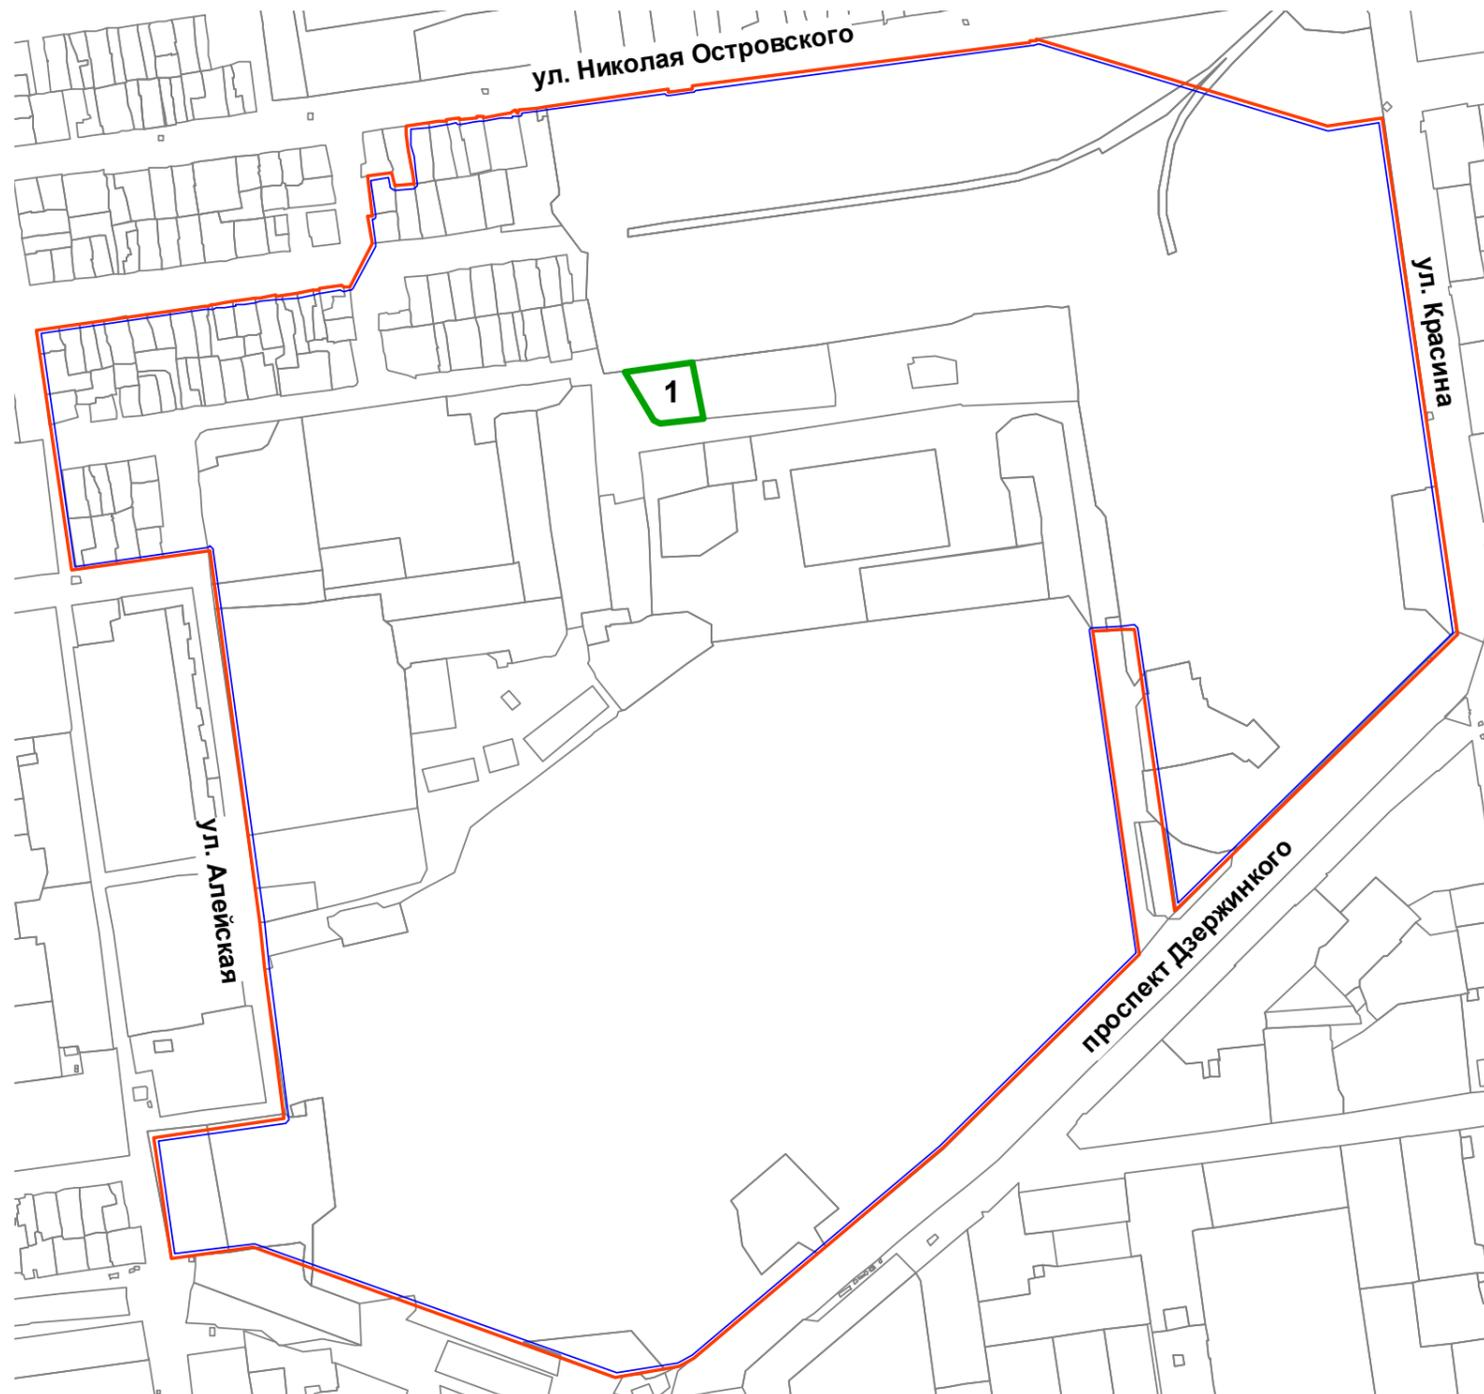 ул. Николая Островского
ул. Красина
1
ул. Алейская
проспект Дзержинкого